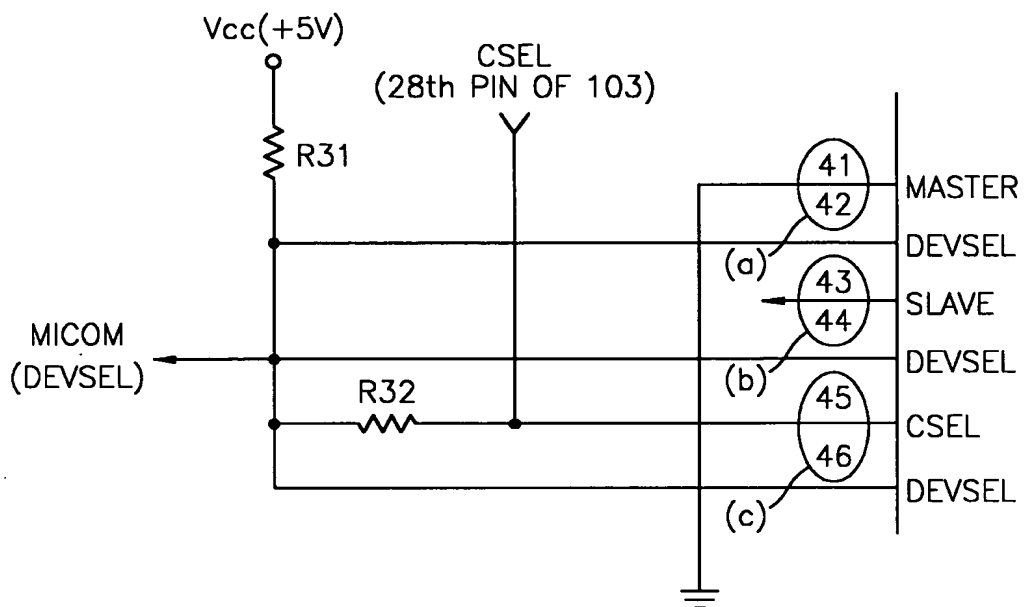 Vcc(+5V)
CSEL
(28th PIN OF 103)
R31
41
MASTER
42
(a)
DEVSEL
43
SLAVE
MICOM
(DEVSEL)
44
(b)
DEVSEL
R32
45
CSEL
46
(c)
DEVSEL